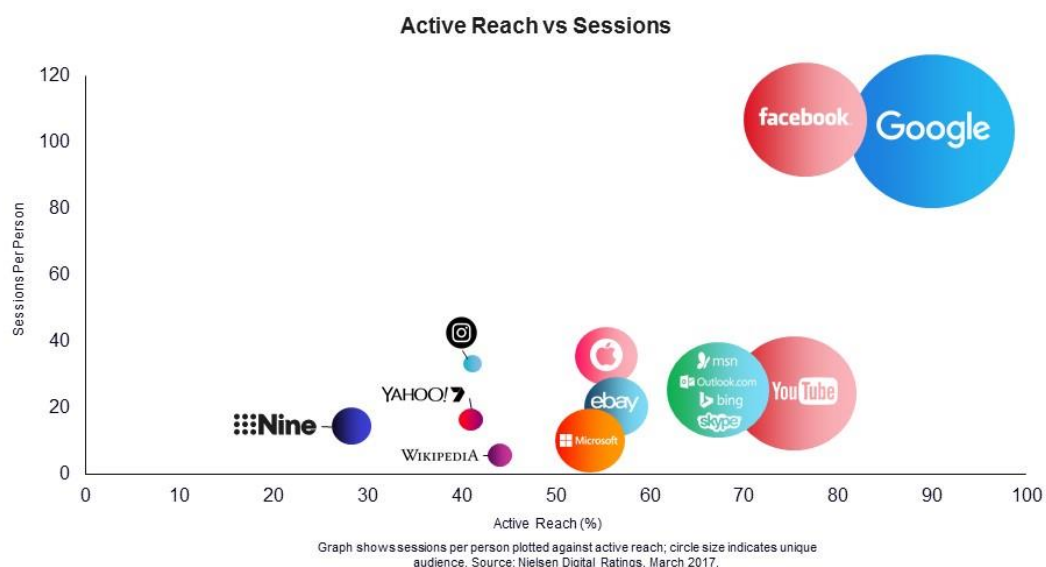 Active Reach vs Sessions
120
100
80
60
40
20
0
Sessions Per Person
facebook
Google
YAHOO!7
Nine
WIKIPEDIA
ebay
Microsoft
msn
Outlook.com
bing
skype
YouTube
0 10 20 30 40 50 60 70 80 90 100
Active Reach (%)
Graph shows sessions per person plotted against active reach; circle size indicates unique
audience. Source: Nielsen Digital Ratings, March 2017.